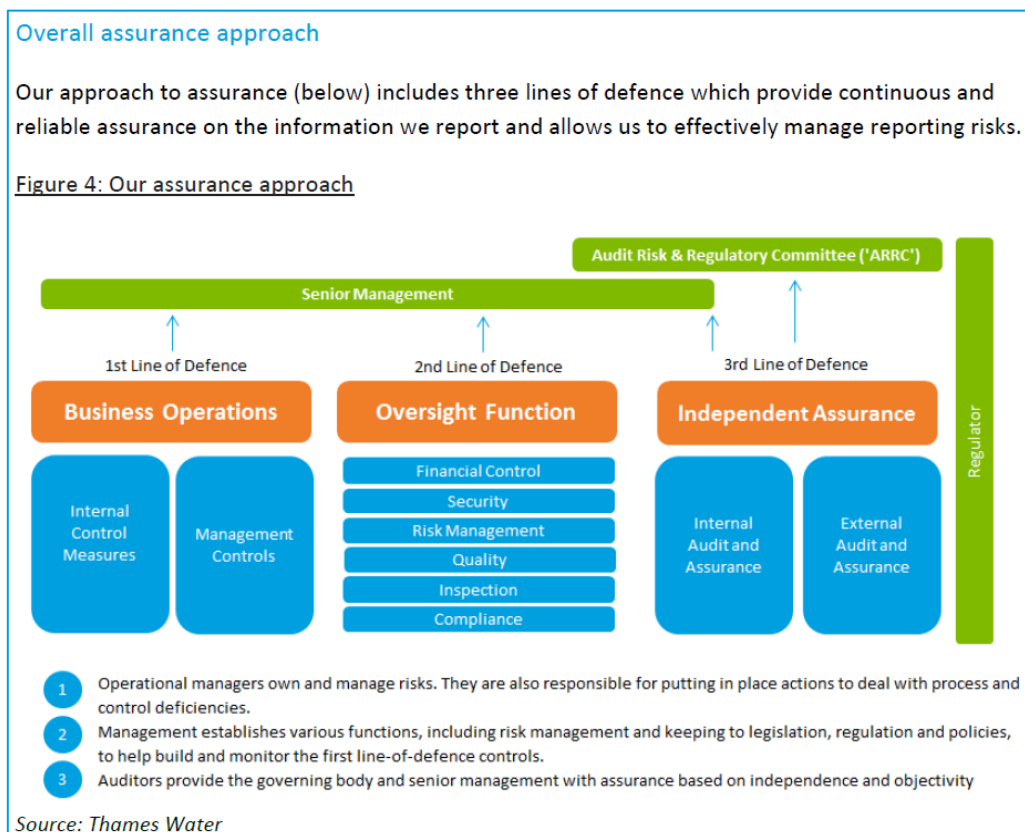 Overall assurance approach
Our approach to assurance (below) includes three lines of defence which provide continuous and
reliable assurance on the information we report and allows us to effectively manage reporting risks.
Figure 4: Our assurance approach
Audit Risk & Regulatory Committee ('ARRC')
Senior Management
1st Line of Defence
2nd Line of Defence
3rd Line of Defence
Business Operations
Oversight Function
Independent Assurance
Regulator
Internal
Control
Measures
Management
Controls
Financial Control
Security
Risk Management
Quality
Inspection
Compliance
Internal
Audit and
Assurance
External
Audit and
Assurance
1 Operational managers own and manage risks. They are also responsible for putting in place actions to deal with process and
control deficiencies.
2 Management establishes various functions, including risk management and keeping to legislation, regulation and policies,
to help build and monitor the first line-of-defence controls.
3 Auditors provide the governing body and senior management with assurance based on independence and objectivity
Source: Thames Water